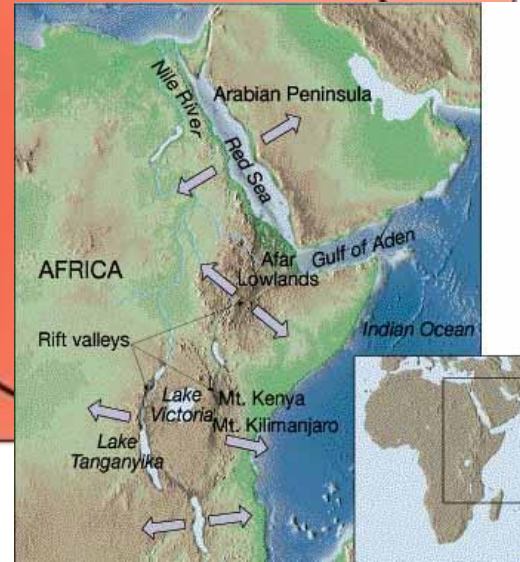 Nile River
Arabian Peninsula
Red Sea
Gulf of Aden
Afar
Lowlands
AFRICA
Indian Ocean
Rift valleys
Lake
Victoria
Mt. Kenya
Mt. Kilimanjaro
Lake
Tanganyika